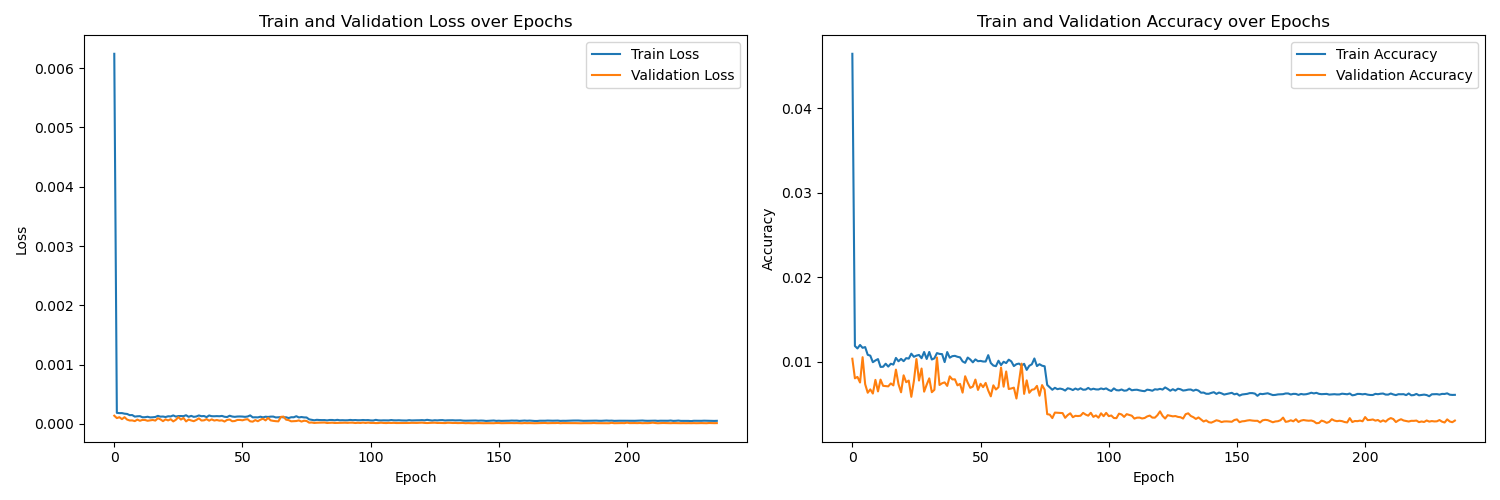 Train and Validation Loss over Epochs
Train Loss
Validation Loss
0.006
0.005
0.004
0.003
0.002
0.001
0.000
Loss
0
50
100
150
200
Epoch
Train and Validation Accuracy over Epochs
Train Accuracy
Validation Accuracy
0.04
0.03
0.02
0.01
Accuracy
0
50
100
150
200
Epoch